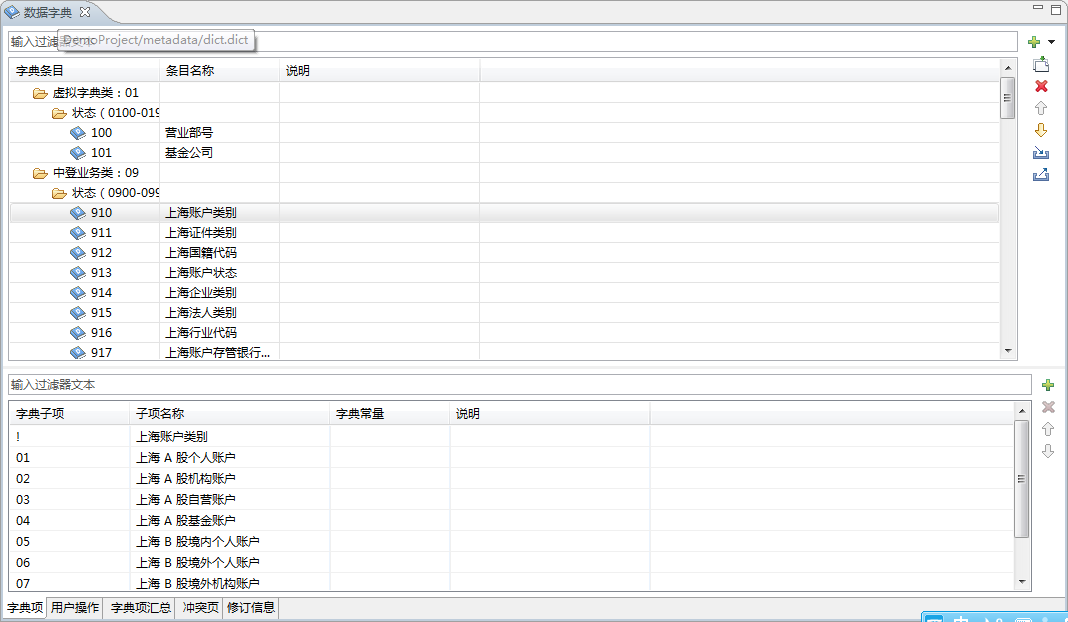 数据字典
输入过滤器文本
DemoProject/metadata/dict.dict
字典条目 条目名称 说明
虚拟字典类：01
状态（0100-019
100 营业部号
101 基金公司
中登业务类：09
状态（0900-099
910 上海账户类别
911 上海证件类别
912 上海国籍代码
913 上海账户状态
914 上海企业类别
915 上海法人类别
916 上海行业代码
917 上海账户存管银行...
输入过滤器文本
字典子项 子项名称 字典常量 说明
! 上海账户类别
01 上海 A 股个人账户
02 上海 A 股机构账户
03 上海 A 股自营账户
04 上海 A 股基金账户
05 上海 B 股境内个人账户
06 上海 B 股境外个人账户
07 上海 B 股境外机构账户
字典项 用户操作 字典项汇总 冲突页 修订信息